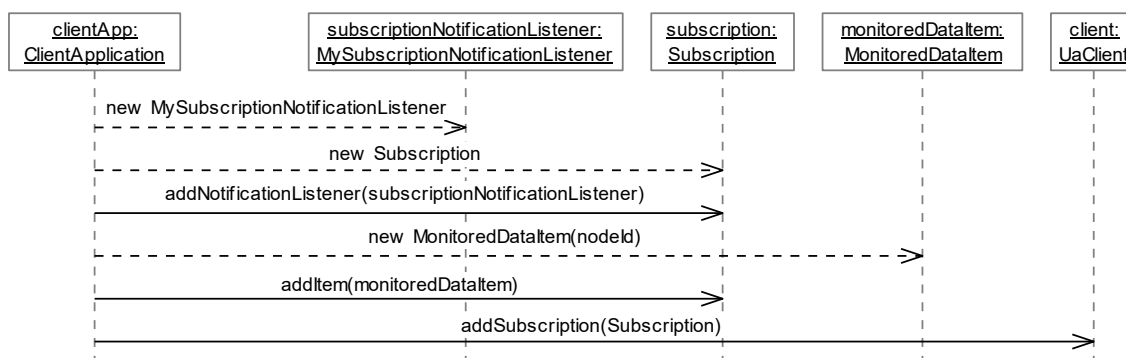 clientApp:
ClientApplication
subscriptionNotificationListener:
MySubscriptionNotificationListener
subscription:
Subscription
monitoredDataItem:
MonitoredDataItem
client:
UaClient
new MySubscriptionNotificationListener
new Subscription
addNotificationListener(subscriptionNotificationListener)
new MonitoredDataItem(nodeId)
addItem(monitoredDataItem)
addSubscription(Subscription)